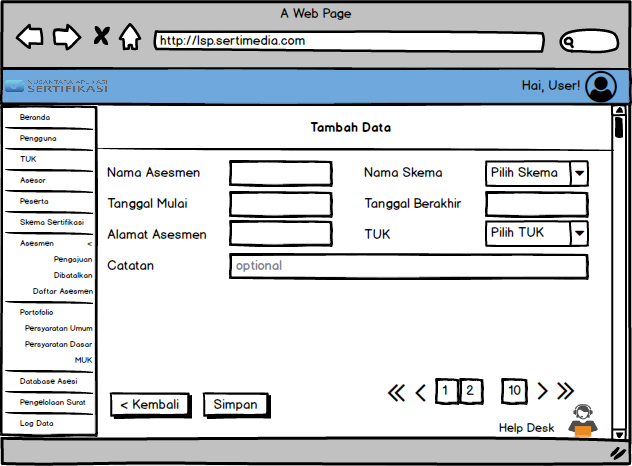 A Web Page
http://lsp.sertimedia.com
NUSANTARA APLIKASI
SERTIFIKASI
Hai, User!
Beranda
Pengguna
TUK
Asesor
Peserta
Skema Sertifikasi
Asesmen <
Pengajuan
Dibatalkan
Daftar Asesmen
Portofolio
Persyaratan Umum
Persyaratan Dasar
MUK
Database Asesi
Pengelolaan Surat
Log Data
Tambah Data
Nama Asesmen
Nama Skema Pilih Skema
Tanggal Mulai
Tanggal Berakhir
Alamat Asesmen
TUK Pilih TUK
Catatan optional
< Kembali Simpan
<< < 1 2 10 > >>
Help Desk